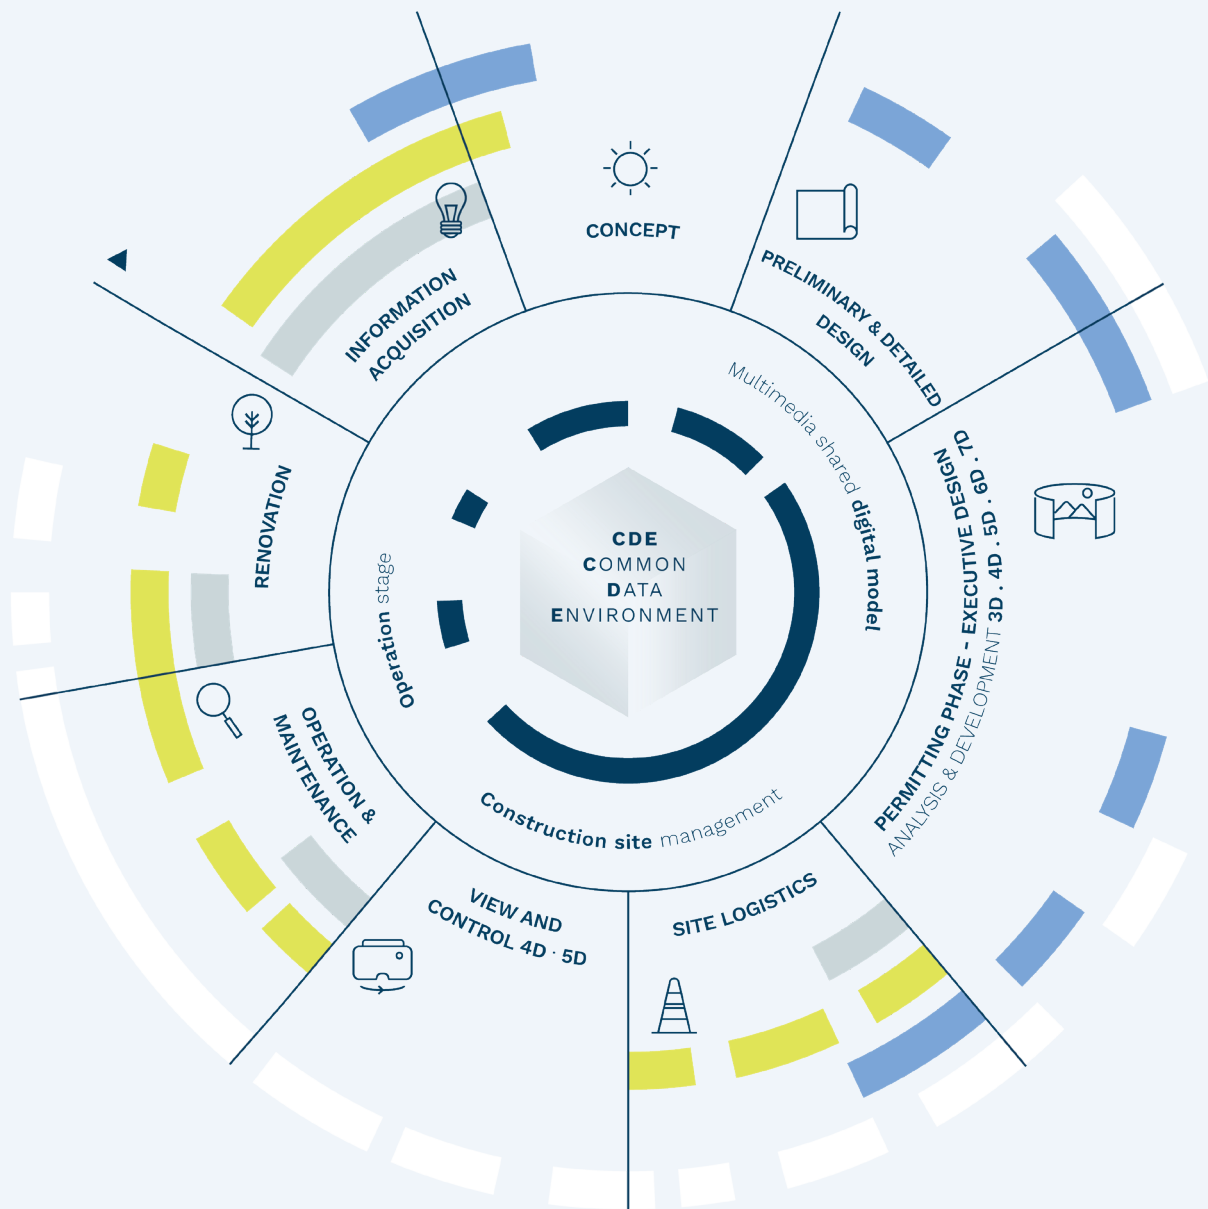 CONCEPT
PRELIMINARY & DETAILED
DESIGN
PERMITTING PHASE - EXECUTIVE DESIGN
ANALYSIS & DEVELOPMENT 3D . 4D . 5D . 6D . 7D
SITE LOGISTICS
VIEW AND
CONTROL 4D · 5D
OPERATION &
MAINTENANCE
RENOVATION
INFORMATION
ACQUISITION
Multimedia shared digital model
Construction site management
Operation stage
CDE
COMMON
DATA
ENVIRONMENT